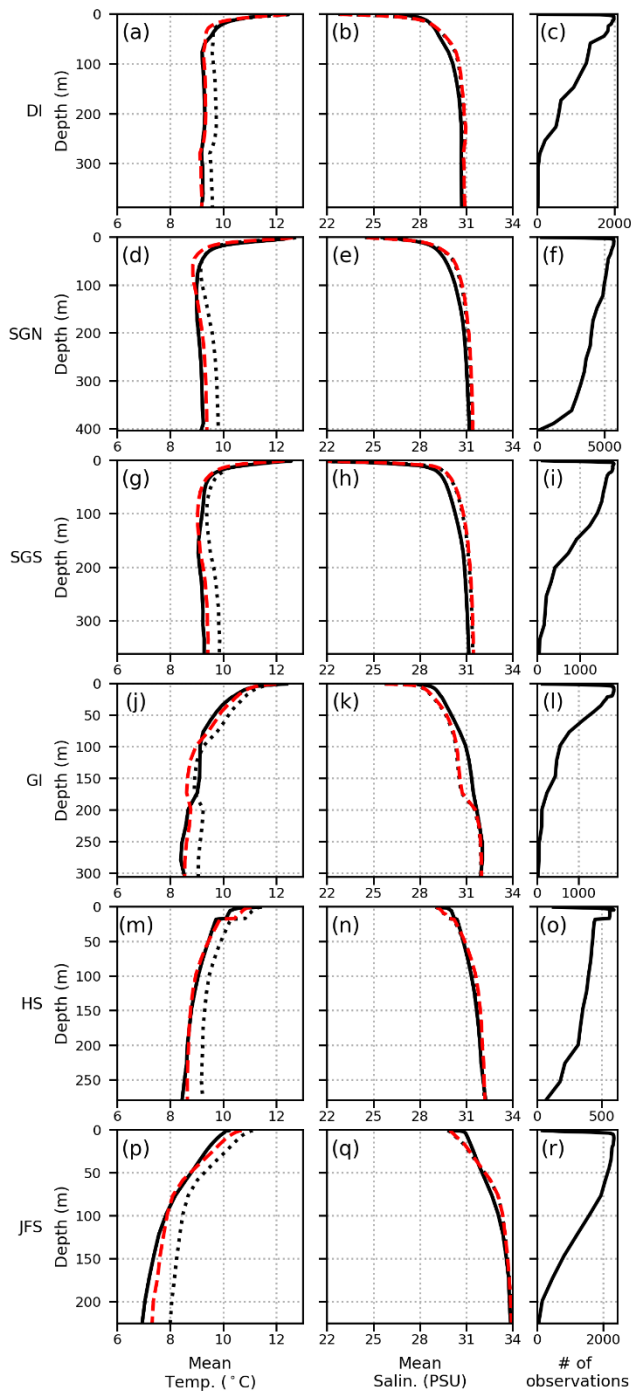 (a) (b) (c)
DI
Depth (m)
0
100
200
300
6 8 10 12 22 25 28 31 34 0 2000
(d) (e) (f)
SGN
Depth (m)
0
100
200
300
400
6 8 10 12 22 25 28 31 34 0 5000
(g) (h) (i)
SGS
Depth (m)
0
100
200
300
6 8 10 12 22 25 28 31 34 0 1000
(j) (k) (l)
GI
Depth (m)
0
50
100
150
200
250
300
6 8 10 12 22 25 28 31 34 0 1000
(m) (n) (o)
HS
Depth (m)
0
50
100
150
200
250
6 8 10 12 22 25 28 31 34 0 500
(p) (q) (r)
JFS
Depth (m)
0
50
100
150
200
6 8 10 12 22 25 28 31 34 0 2000
Mean
Temp. (°C)
Mean
Salin. (PSU)
# of
observations